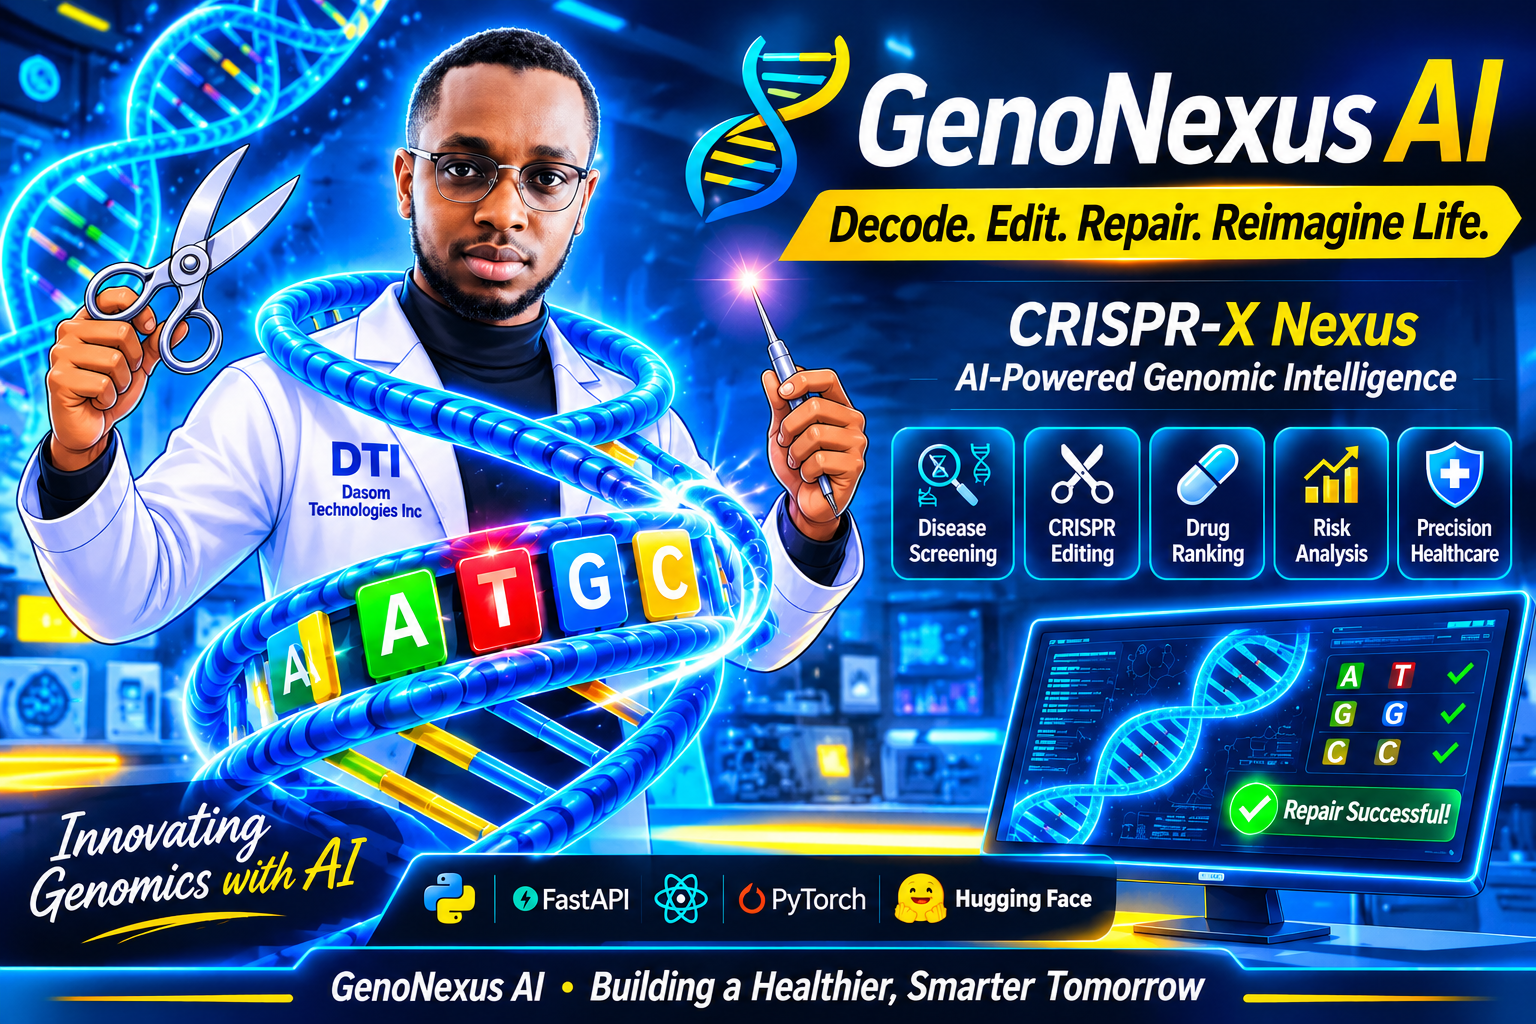 GenoNexus AI
Decode. Edit. Repair. Reimagine Life.
CRISPR-X Nexus
AI-Powered Genomic Intelligence
Disease
Screening
CRISPR
Editing
Drug
Ranking
Risk
Analysis
Precision
Healthcare
DTI
Dasom
Technologies Inc
A
A
T
G
C
A T
G G
C C
Repair Successful!
Innovating
Genomics with AI
FastAPI
PyTorch
Hugging Face
GenoNexus AI • Building a Healthier, Smarter Tomorrow